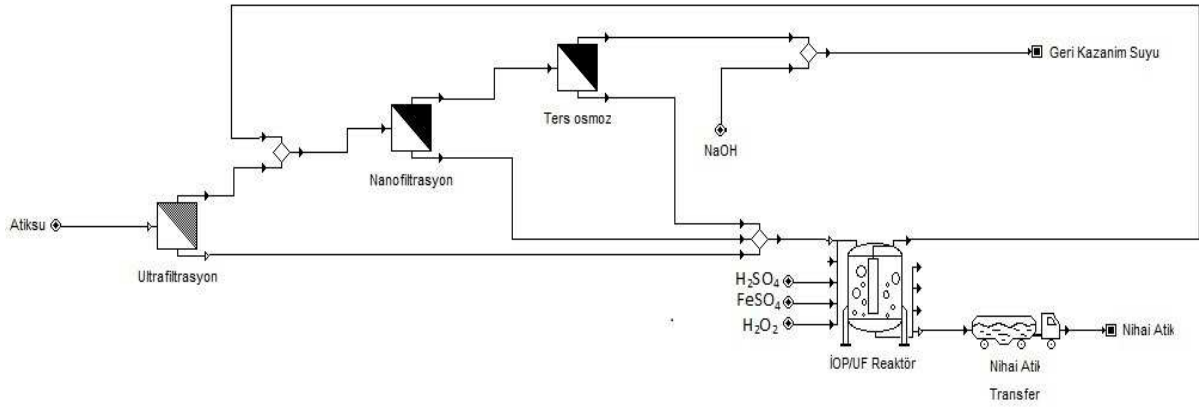 Geri Kazanim Suyu
Ters osmoz
NaOH
Nanofiltrasyon
Atiksu
Ultrafiltrasyon
H₂SO₄
FeSO₄
H₂O₂
Nihai Atik
İOP/UF Reaktör
Nihai Atik
Transfer